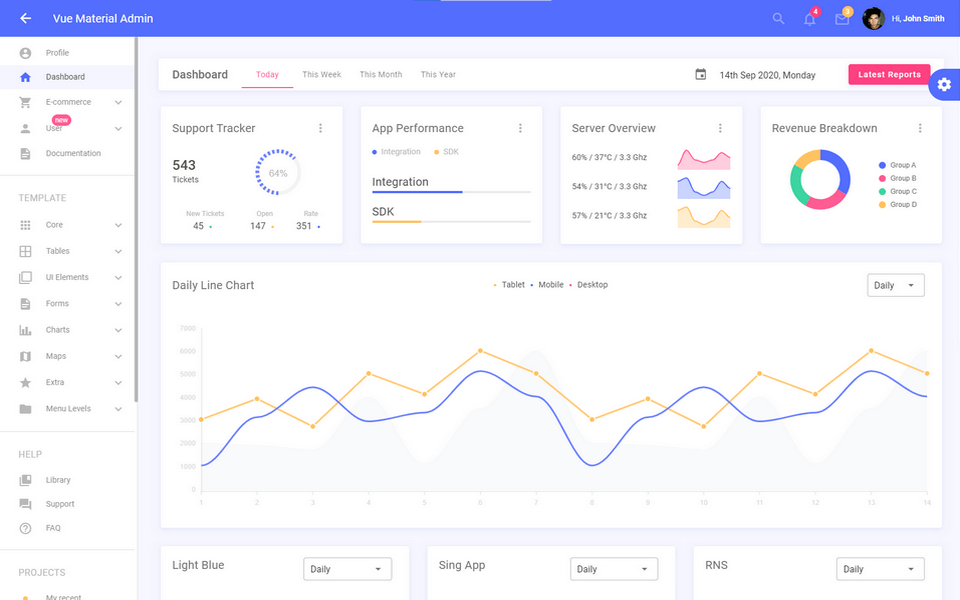 Vue Material Admin
4
3
Hi, John Smith
Profile
Dashboard
E-commerce
new
User
Documentation
TEMPLATE
Core
Tables
UI Elements
Forms
Charts
Maps
Extra
Menu Levels
HELP
Library
Support
FAQ
PROJECTS
My recent
Dashboard
Today
This Week
This Month
This Year
14th Sep 2020, Monday
Latest Reports
Support Tracker
543
Tickets
64%
New Tickets Open Rate
45 147 351
App Performance
Integration SDK
Integration
SDK
Server Overview
60% / 37°C / 3.3 Ghz
54% / 31°C / 3.3 Ghz
57% / 21°C / 3.3 Ghz
Revenue Breakdown
Group A
Group B
Group C
Group D
Daily Line Chart
Tablet Mobile Desktop
Daily
7000
6000
5000
4000
3000
2000
1000
0
1 2 3 4 5 6 7 8 9 10 11 12 13 14
Light Blue
Daily
Sing App
Daily
RNS
Daily